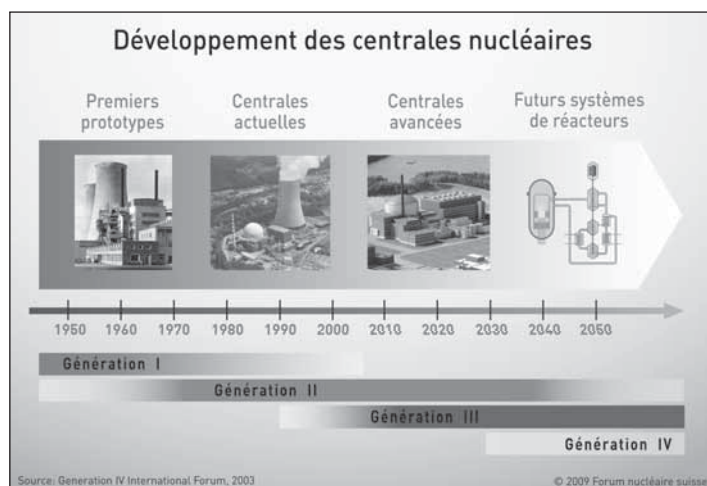 Développement des centrales nucléaires
Premiers
prototypes
Centrales
actuelles
Centrales
avancées
Futurs systèmes
de réacteurs
1950 1960 1970 1980 1990 2000 2010 2020 2030 2040 2050
Génération I
Génération II
Génération III
Génération IV
Source: Generation IV International Forum, 2003
© 2009 Forum nucléaire suisse